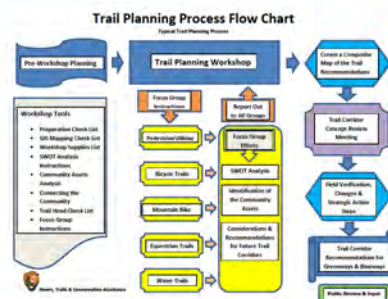 Trail Planning Process Flow Chart
Typical Trail Planning Process
Pre-Workshop Planning
Trail Planning Workshop
Create a Composite
Map of the Trail
Recommendations
Focus Group
Instructions
Report Out
to All Groups
Workshop Tools
Preparation Check List
GIS Mapping Check List
Workshop Supplies List
SWOT Analysis
Instructions
Community Assets
Analysis
Connecting the
Community
Trail Head Check List
Focus Group
Instructions
Pedestrian/Hiking
Bicycle Trails
Mountain Bike
Equestrian Trails
Water Trails
Focus Group
Efforts
SWOT Analysis
Identification of
the Community
Assets
Considerations &
Recommendations
for Future Trail
Corridors
Trail Corridor
Concept Review
Meeting
Field Verification,
Changes &
Strategic Action
Steps
Trail Corridor
Recommendations for
Greenways & Blueways
Public Review & Input
Rivers, Trails & Conservation Assistance